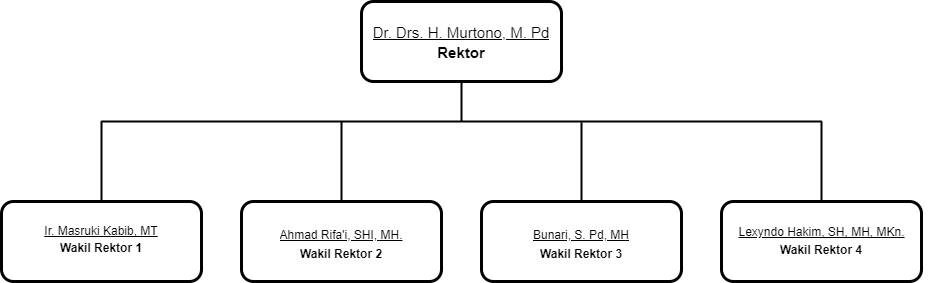 Dr. Drs. H. Murtono, M. Pd
Rektor
Ir. Masruki Kabib, MT
Wakil Rektor 1
Ahmad Rifa'i, SHI, MH.
Wakil Rektor 2
Bunari, S. Pd, MH
Wakil Rektor 3
Lexyndo Hakim, SH, MH, MKn.
Wakil Rektor 4